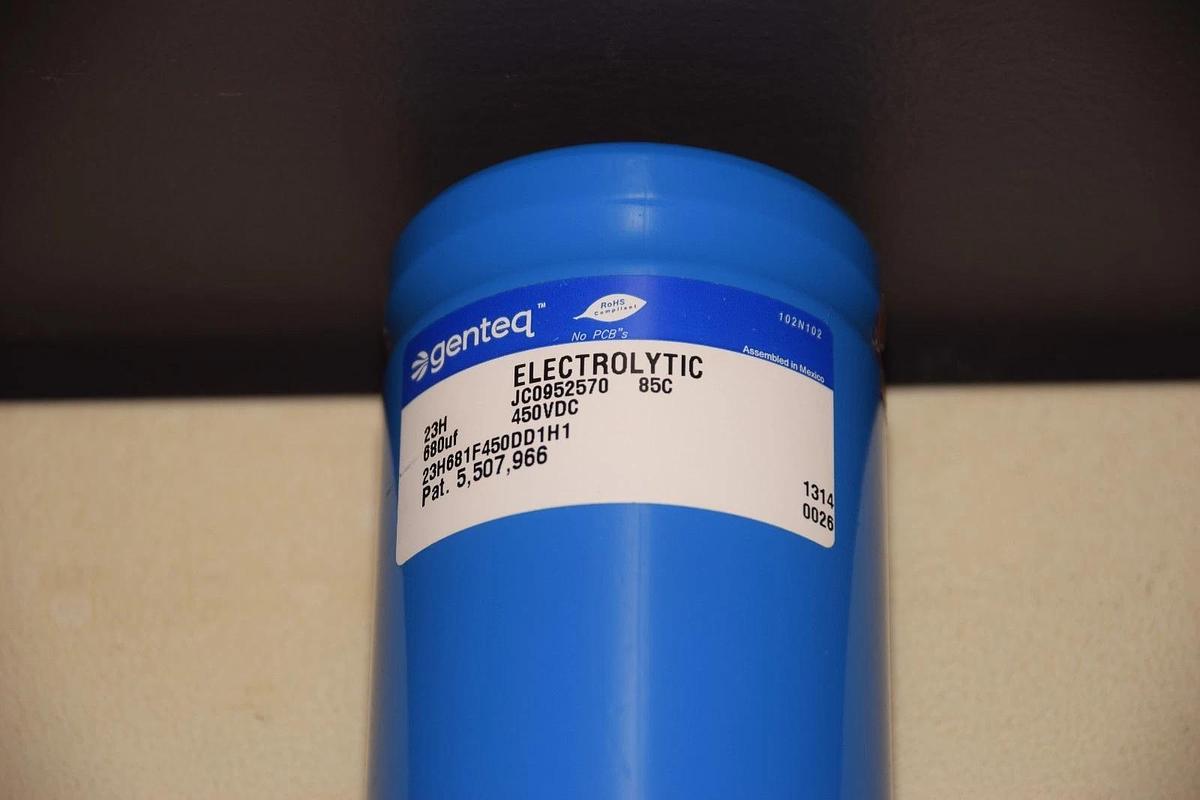 genteq™
RoHS
Compliant
No PCB"s
102N102
Assembled in Mexico
ELECTROLYTIC
JC0952570 85C
23H 450VDC
680uf
23H681F450DD1H1
Pat. 5,507,966
1314
0026